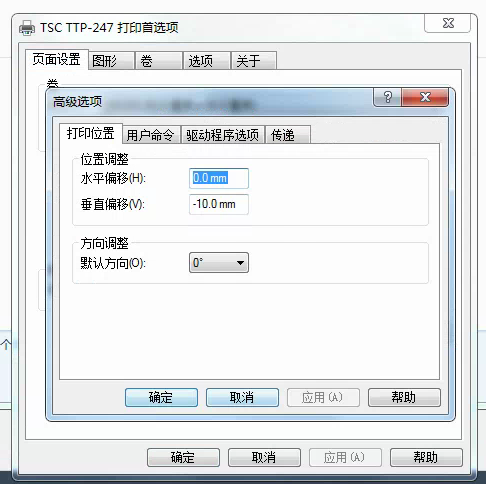 TSC TTP-247 打印首选项
页面设置 图形 卷 选项 关于
卷
高级选项
打印位置 用户命令 驱动程序选项 传递
位置调整
水平偏移(H): 0.0 mm
垂直偏移(V): -10.0 mm
方向调整
默认方向(O): 0°
个
确定 取消 应用(A) 帮助
确定 取消 应用(A) 帮助